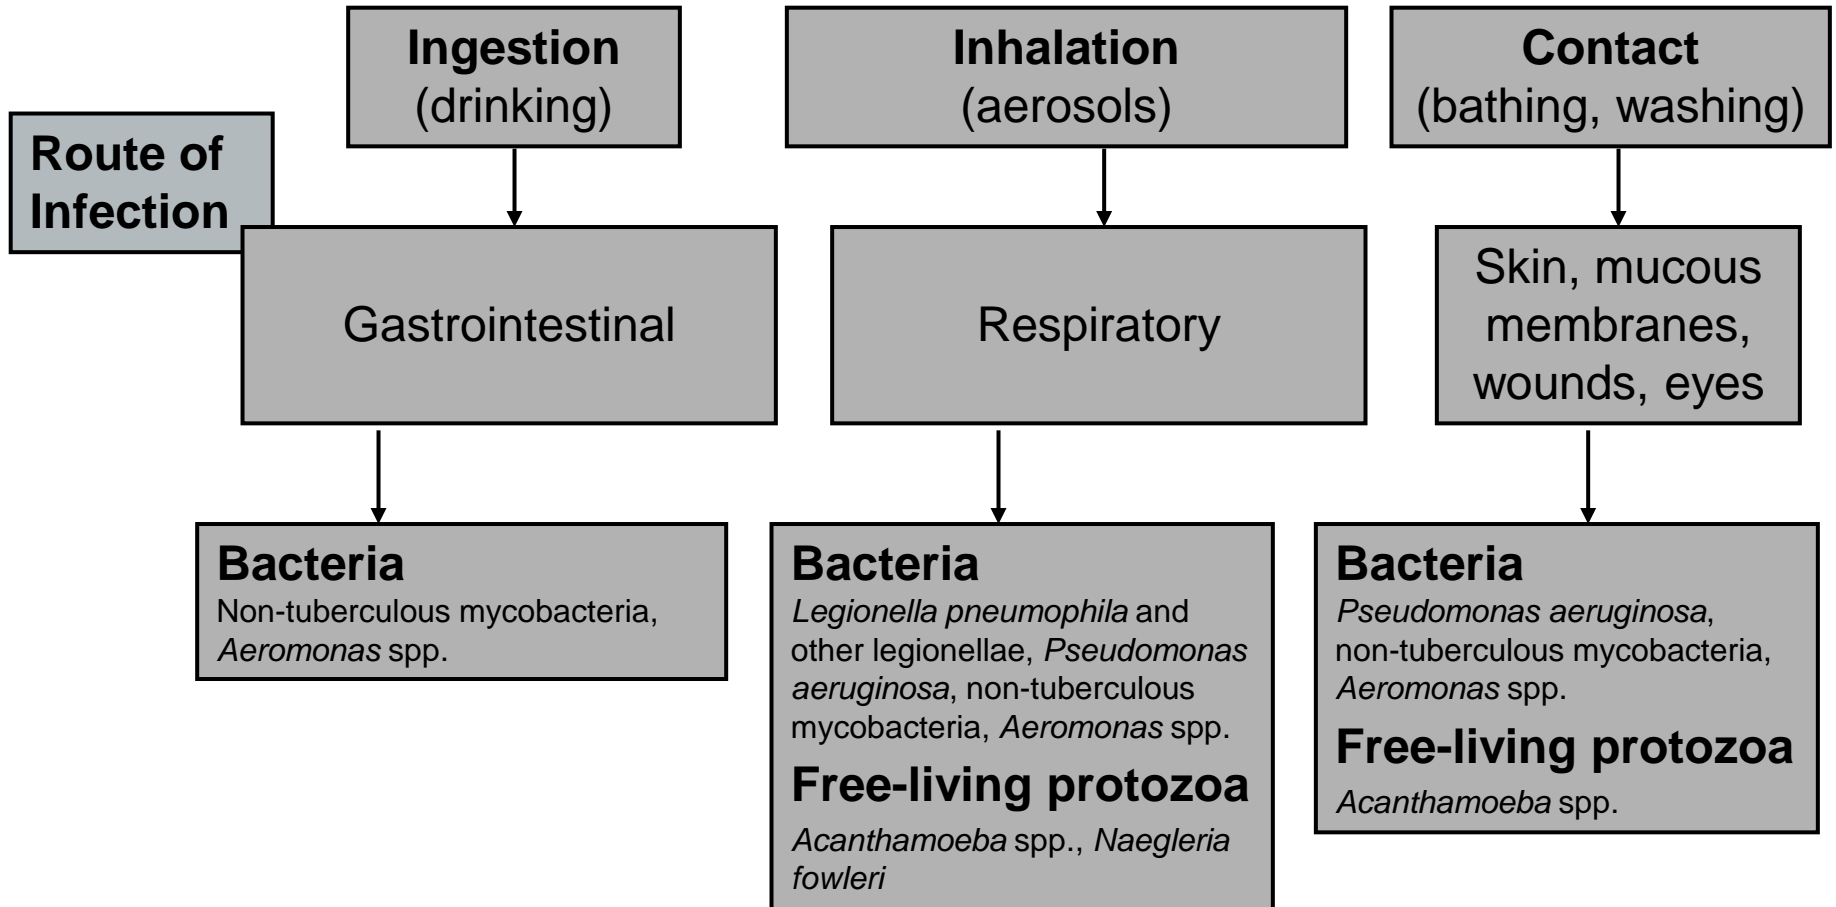 Ingestion
(drinking)
Inhalation
(aerosols)
Contact
(bathing, washing)
Route of
Infection
Gastrointestinal
Respiratory
Skin, mucous
membranes,
wounds, eyes
Bacteria
Non-tuberculous mycobacteria,
Aeromonas spp.
Bacteria
Legionella pneumophila and
other legionellae, Pseudomonas
aeruginosa, non-tuberculous
mycobacteria, Aeromonas spp.
Free-living protozoa
Acanthamoeba spp., Naegleria
fowleri
Bacteria
Pseudomonas aeruginosa,
non-tuberculous mycobacteria,
Aeromonas spp.
Free-living protozoa
Acanthamoeba spp.